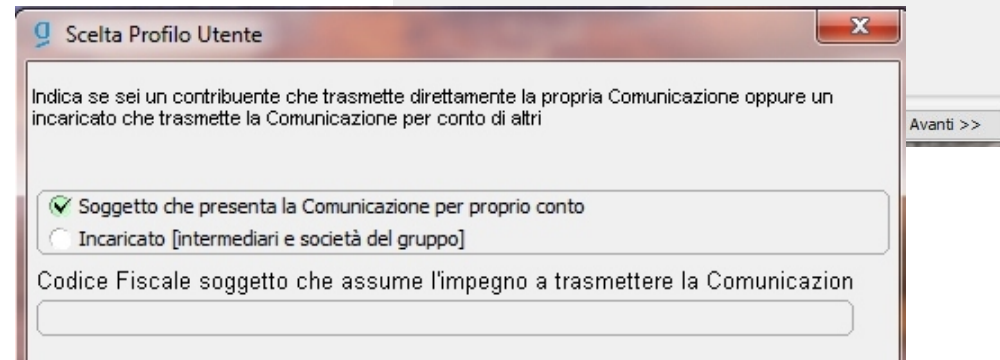 Scelta Profilo Utente
Indica se sei un contribuente che trasmette direttamente la propria Comunicazione oppure un
incaricato che trasmette la Comunicazione per conto di altri
Avanti >>
Soggetto che presenta la Comunicazione per proprio conto
Incaricato [intermediari e società del gruppo]
Codice Fiscale soggetto che assume l'impegno a trasmettere la Comunicazion